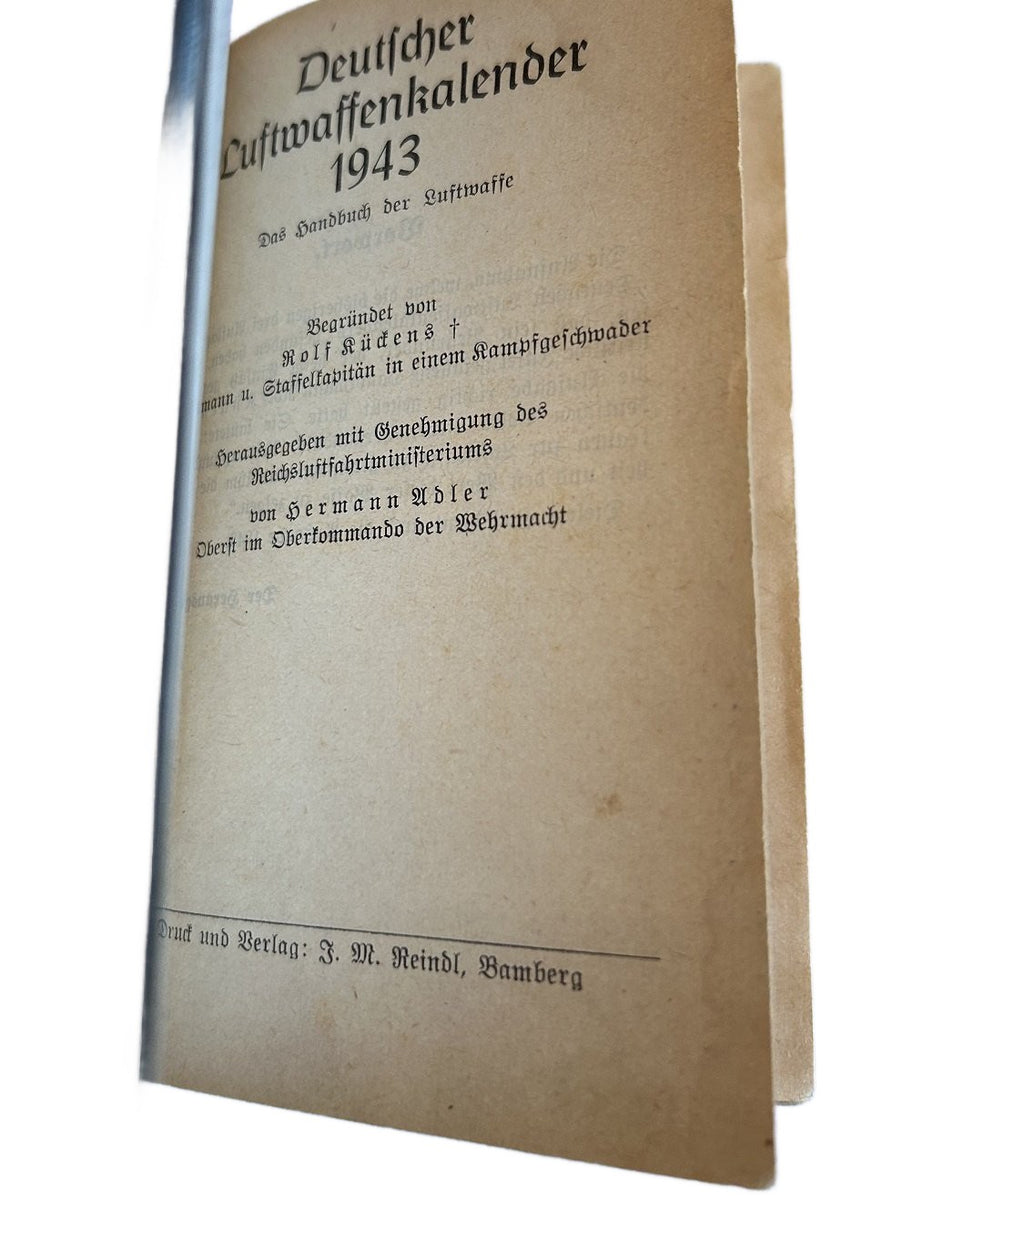 Deutscher
Luftwaffenkalender
1943
Das Handbuch der Luftwaffe
Begründet von
Rolf Kückens †
mann u. Staffelkapitän in einem Kampfgeschwader
Herausgegeben mit Genehmigung des
Reichsluftfahrtministeriums
von Hermann Adler
Oberst im Oberkommando der Wehrmacht
Druck und Verlag: J. M. Reindl, Bamberg